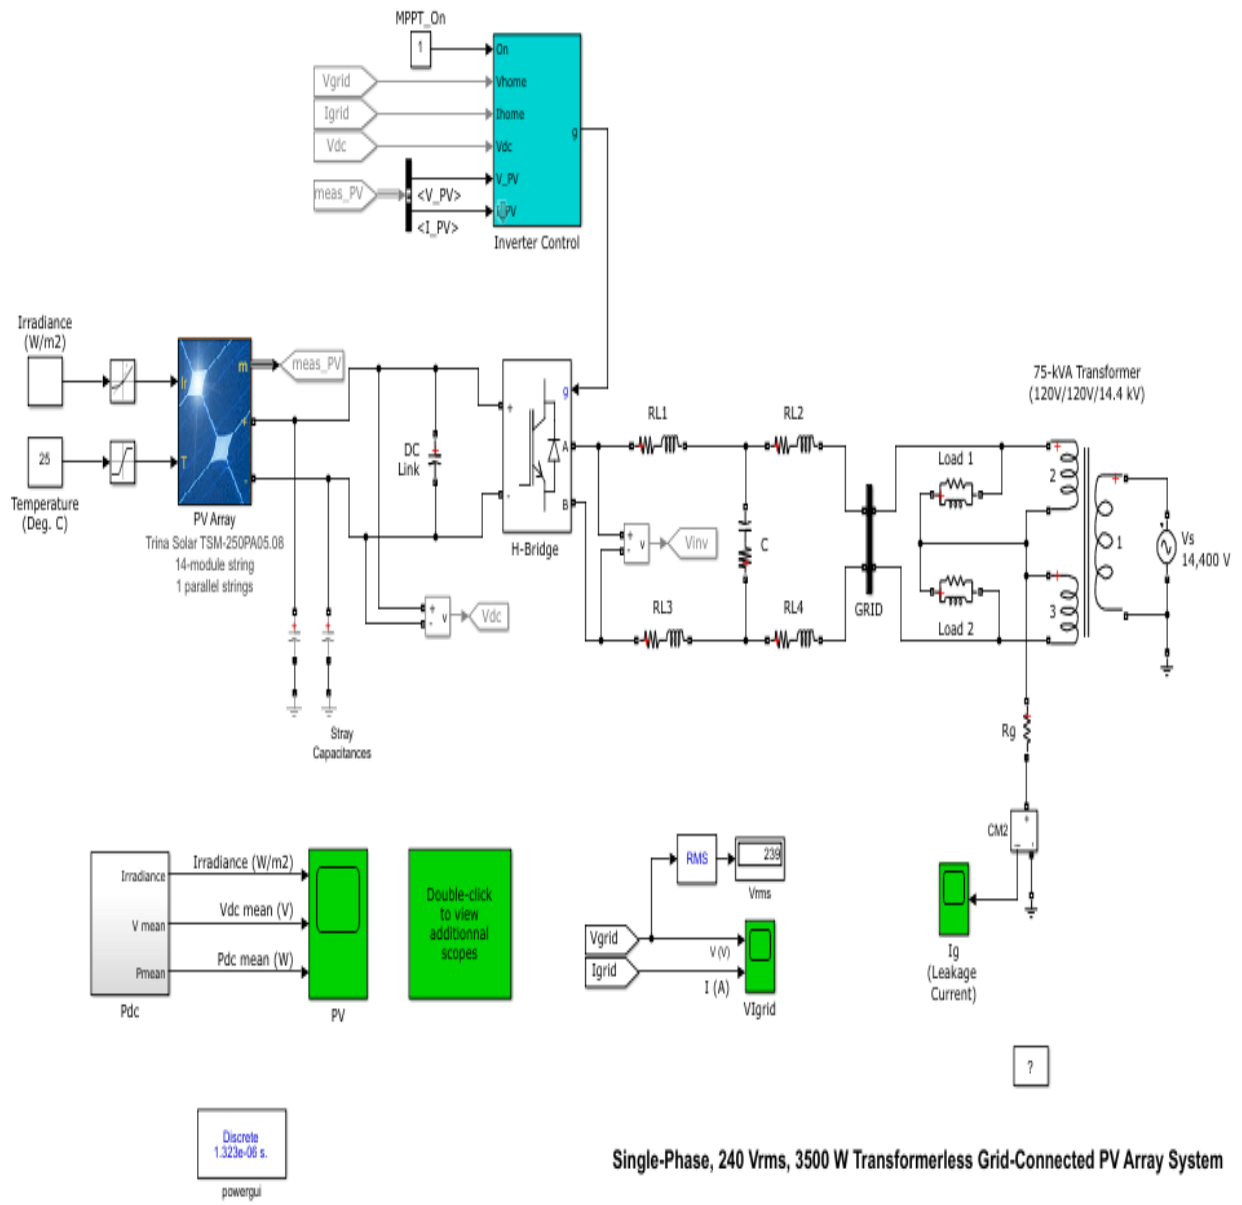 MPPT_On
1
On
Vgrid
Vhome
Igrid
Ihome
g
Vdc
Vdc
meas_PV
V_PV
<V_PV>
<I_PV>
Inverter Control
Irradiance
(W/m2)
Ir
m
meas_PV
25
T
Temperature
(Deg. C)
PV Array
Trina Solar TSM-250PA05.08
14-module string
1 parallel strings
DC
Link
+
-
g
A
B
H-Bridge
RL1
RL2
+
-
v
Vinv
C
RL3
RL4
GRID
+
-
v
Vdc
Stray
Capacitances
75-kVA Transformer
(120V/120V/14.4 kV)
Load 1
2
1
Vs
14,400 V
Load 2
3
Rg
CM2
+
Irradiance
Irradiance (W/m2)
V mean
Vdc mean (V)
Pmean
Pdc mean (W)
Pdc
PV
Double-click
to view
additionnal
scopes
RMS
239
Vrms
Vgrid
V (V)
Igrid
I (A)
VIgrid
Ig
(Leakage
Current)
?
Discrete
1.323e-06 s.
powergui
Single-Phase, 240 Vrms, 3500 W Transformerless Grid-Connected PV Array System